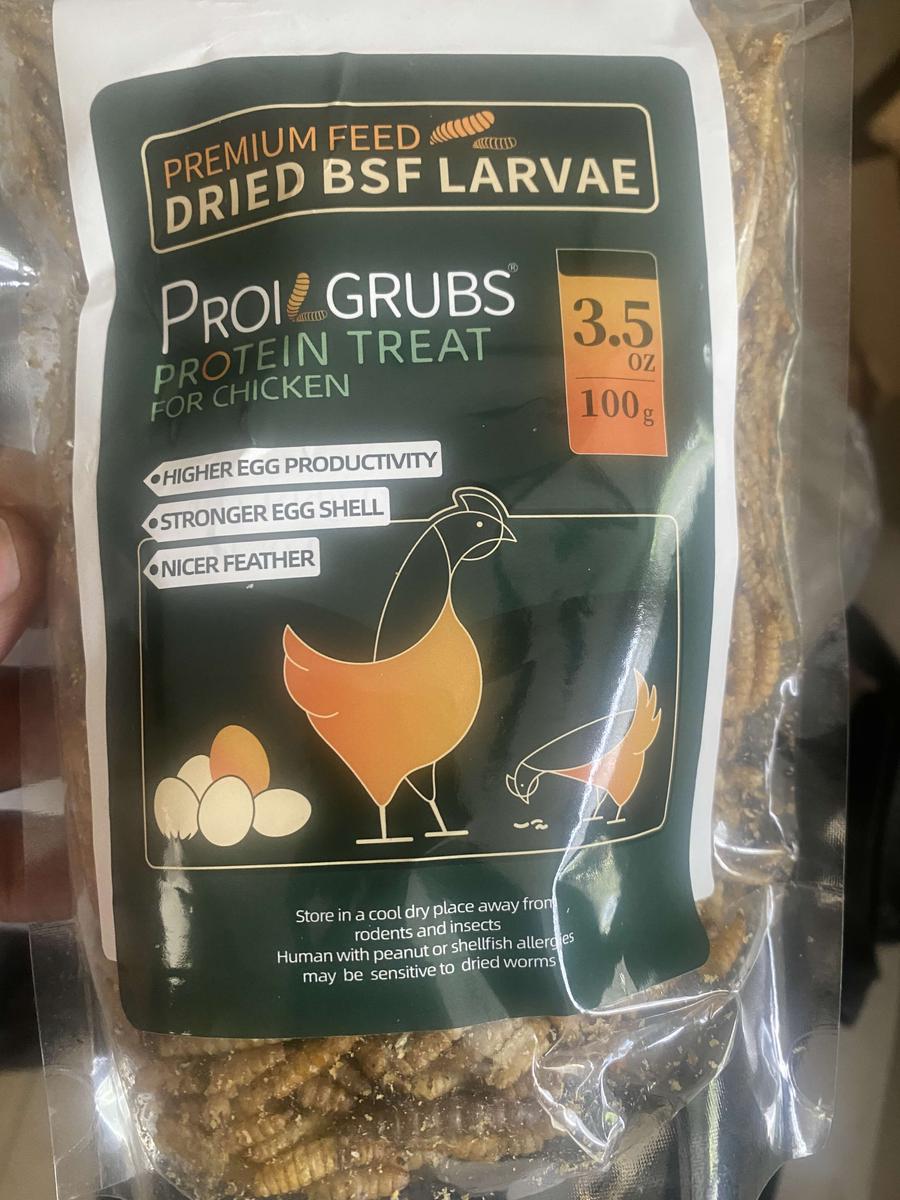 PREMIUM FEED
DRIED BSF LARVAE
PROIL GRUBS®
PROTEIN TREAT
FOR CHICKEN
3.5
OZ
100g
•HIGHER EGG PRODUCTIVITY
•STRONGER EGG SHELL
•NICER FEATHER
Store in a cool dry place away from
rodents and insects
Human with peanut or shellfish allergies
may be sensitive to dried worms